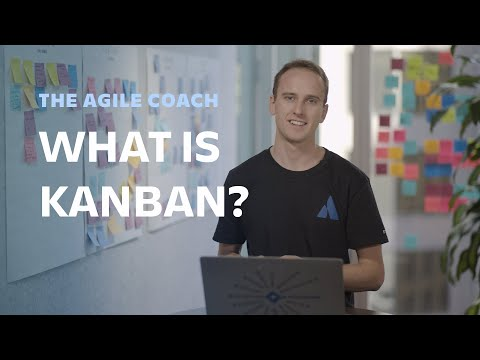 THE AGILE COACH
WHAT IS
KANBAN?